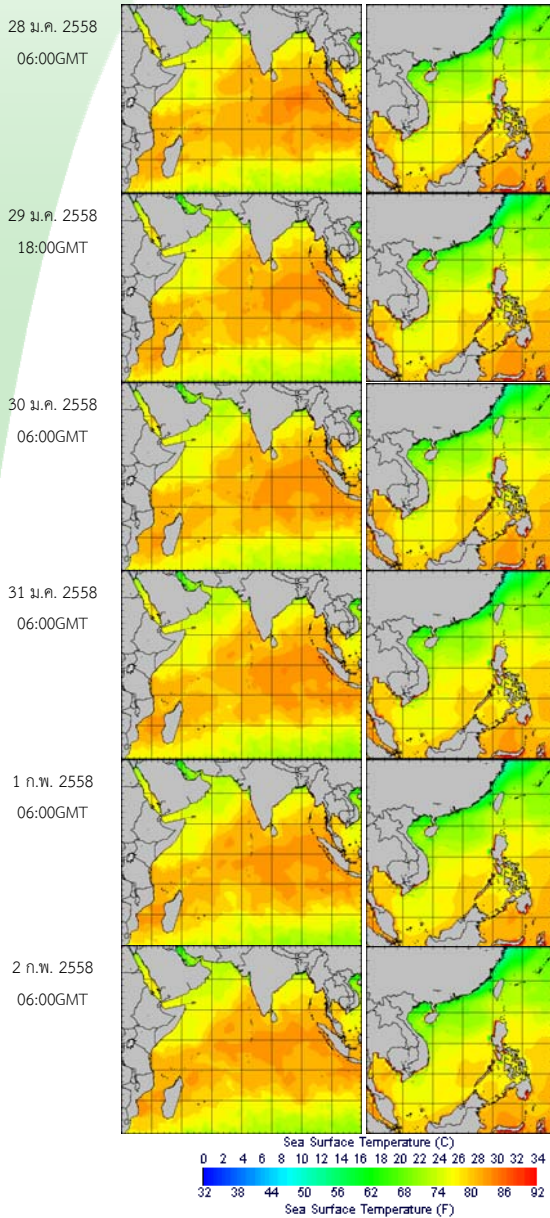 28 ม.ค. 2558
06:00GMT
29 ม.ค. 2558
18:00GMT
30 ม.ค. 2558
06:00GMT
31 ม.ค. 2558
06:00GMT
1 ก.พ. 2558
06:00GMT
2 ก.พ. 2558
06:00GMT
Sea Surface Temperature (C)
0 2 4 6 8 10 12 14 16 18 20 22 24 26 28 30 32 34
32 38 44 50 56 62 68 74 80 86 92
Sea Surface Temperature (F)